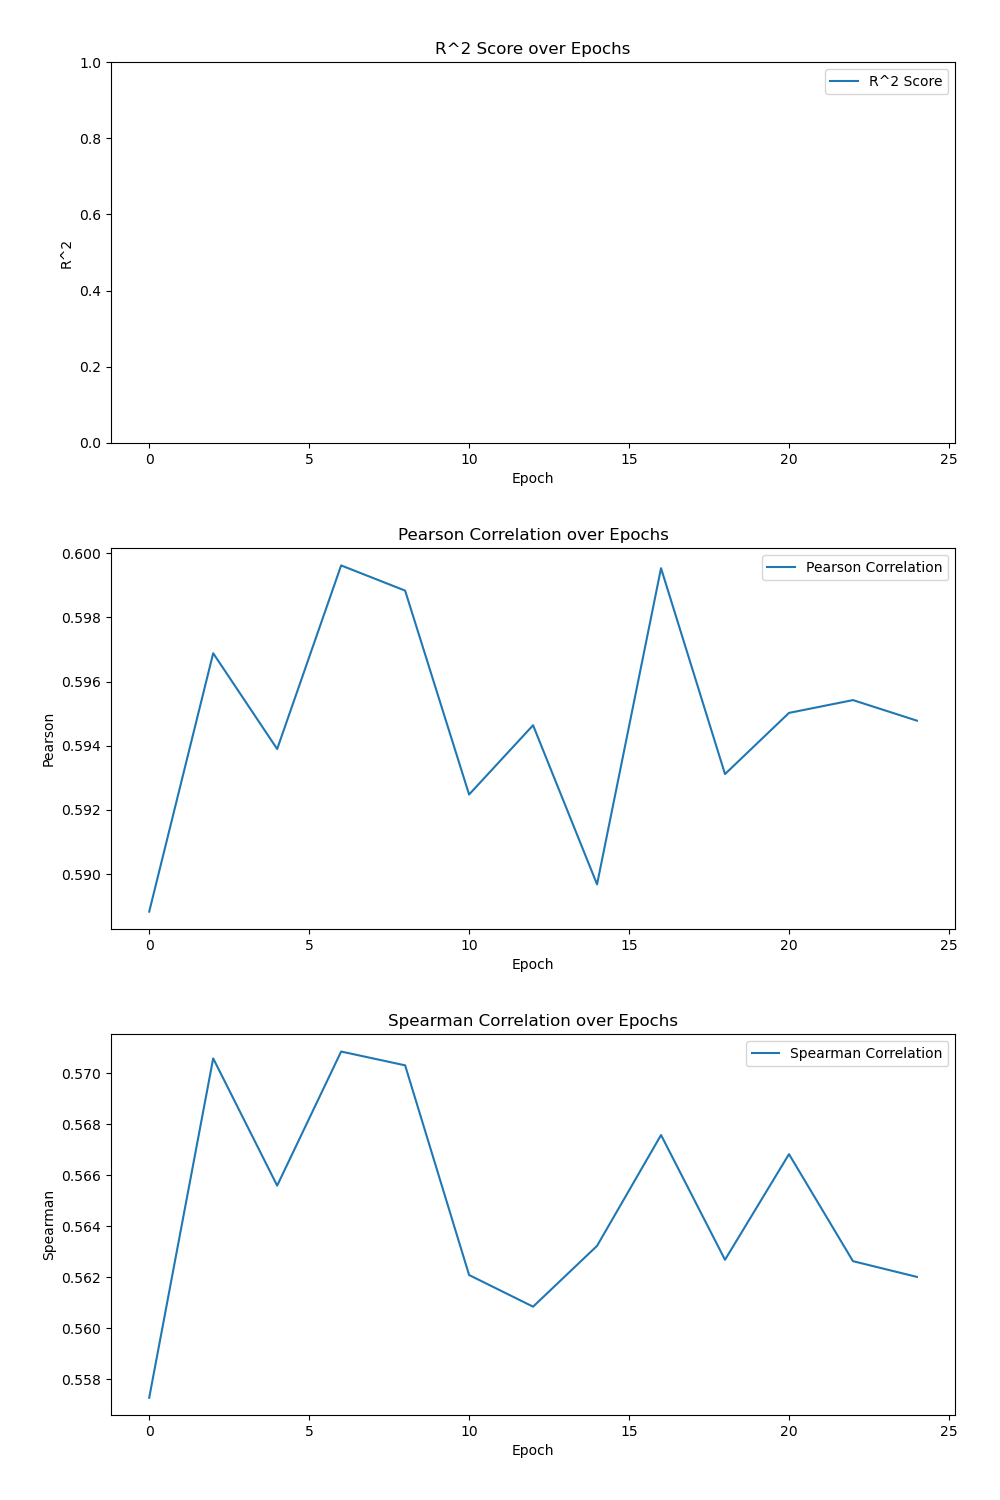 R^2 Score over Epochs
R^2 Score
1.0
0.8
0.6
0.4
0.2
0.0
R^2
0 5 10 15 20 25
Epoch
Pearson Correlation over Epochs
Pearson Correlation
0.600
0.598
0.596
0.594
0.592
0.590
Pearson
0 5 10 15 20 25
Epoch
Spearman Correlation over Epochs
Spearman Correlation
0.570
0.568
0.566
0.564
0.562
0.560
0.558
Spearman
0 5 10 15 20 25
Epoch